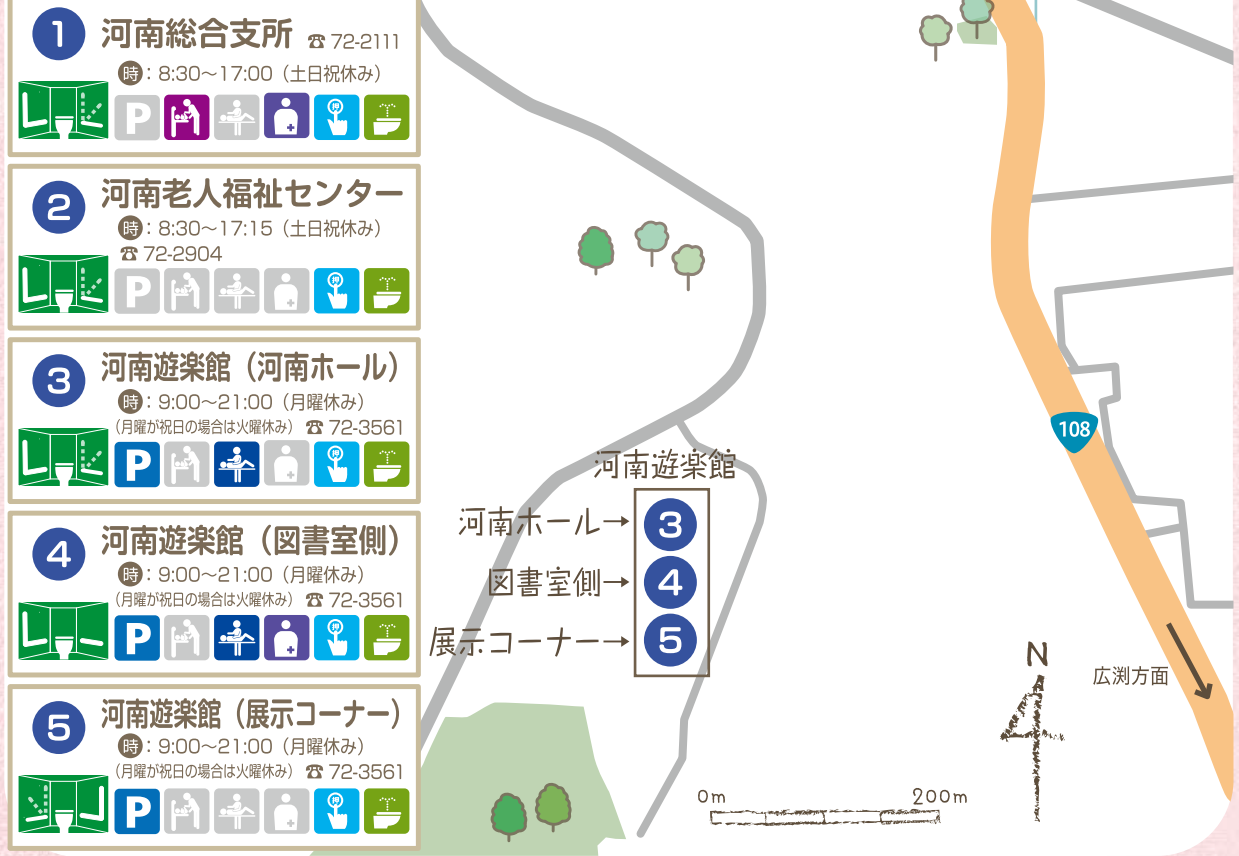 1 河南総合支所 ☎ 72-2111
時：8:30～17:00（土日祝休み）
P 押
2 河南老人福祉センター
時：8:30～17:15（土日祝休み）
☎ 72-2904
P 押
3 河南遊楽館（河南ホール）
時：9:00～21:00（月曜休み）
（月曜が祝日の場合は火曜休み） ☎ 72-3561
P 押
4 河南遊楽館（図書室側）
時：9:00～21:00（月曜休み）
（月曜が祝日の場合は火曜休み） ☎ 72-3561
P 押
5 河南遊楽館（展示コーナー）
時：9:00～21:00（月曜休み）
（月曜が祝日の場合は火曜休み） ☎ 72-3561
P 押
108
河南遊楽館
河南ホール→ 3
図書室側→ 4
展示コーナー→ 5
広渕方面
N
0m 200m